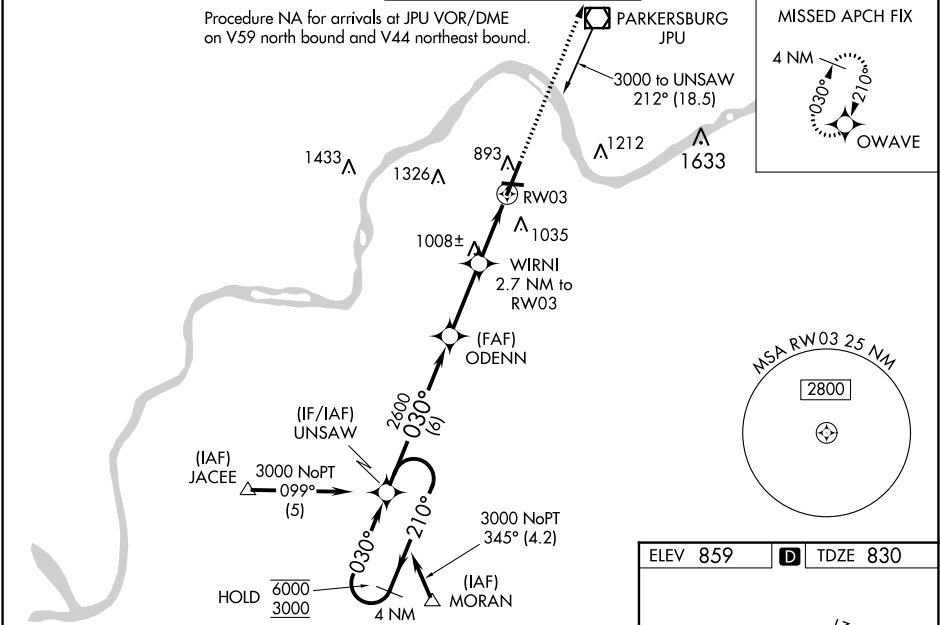 Procedure NA for arrivals at JPU VOR/DME
on V59 north bound and V44 northeast bound.
PARKERSBURG
JPU
3000 to UNSAW
212° (18.5)
MISSED APCH FIX
4 NM
030°
210°
OWAVE
1433
1326
893
1212
1633
RW03
1035
1008±
WIRNI
2.7 NM to
RW03
(FAF)
ODENN
MSA RW03 25 NM
2800
2600
030°
(6)
(IF/IAF)
UNSAW
(IAF)
JACEE
3000 NoPT
099°
(5)
210°
030°
3000 NoPT
345° (4.2)
(IAF)
MORAN
HOLD
6000
3000
4 NM
ELEV 859
D
TDZE 830